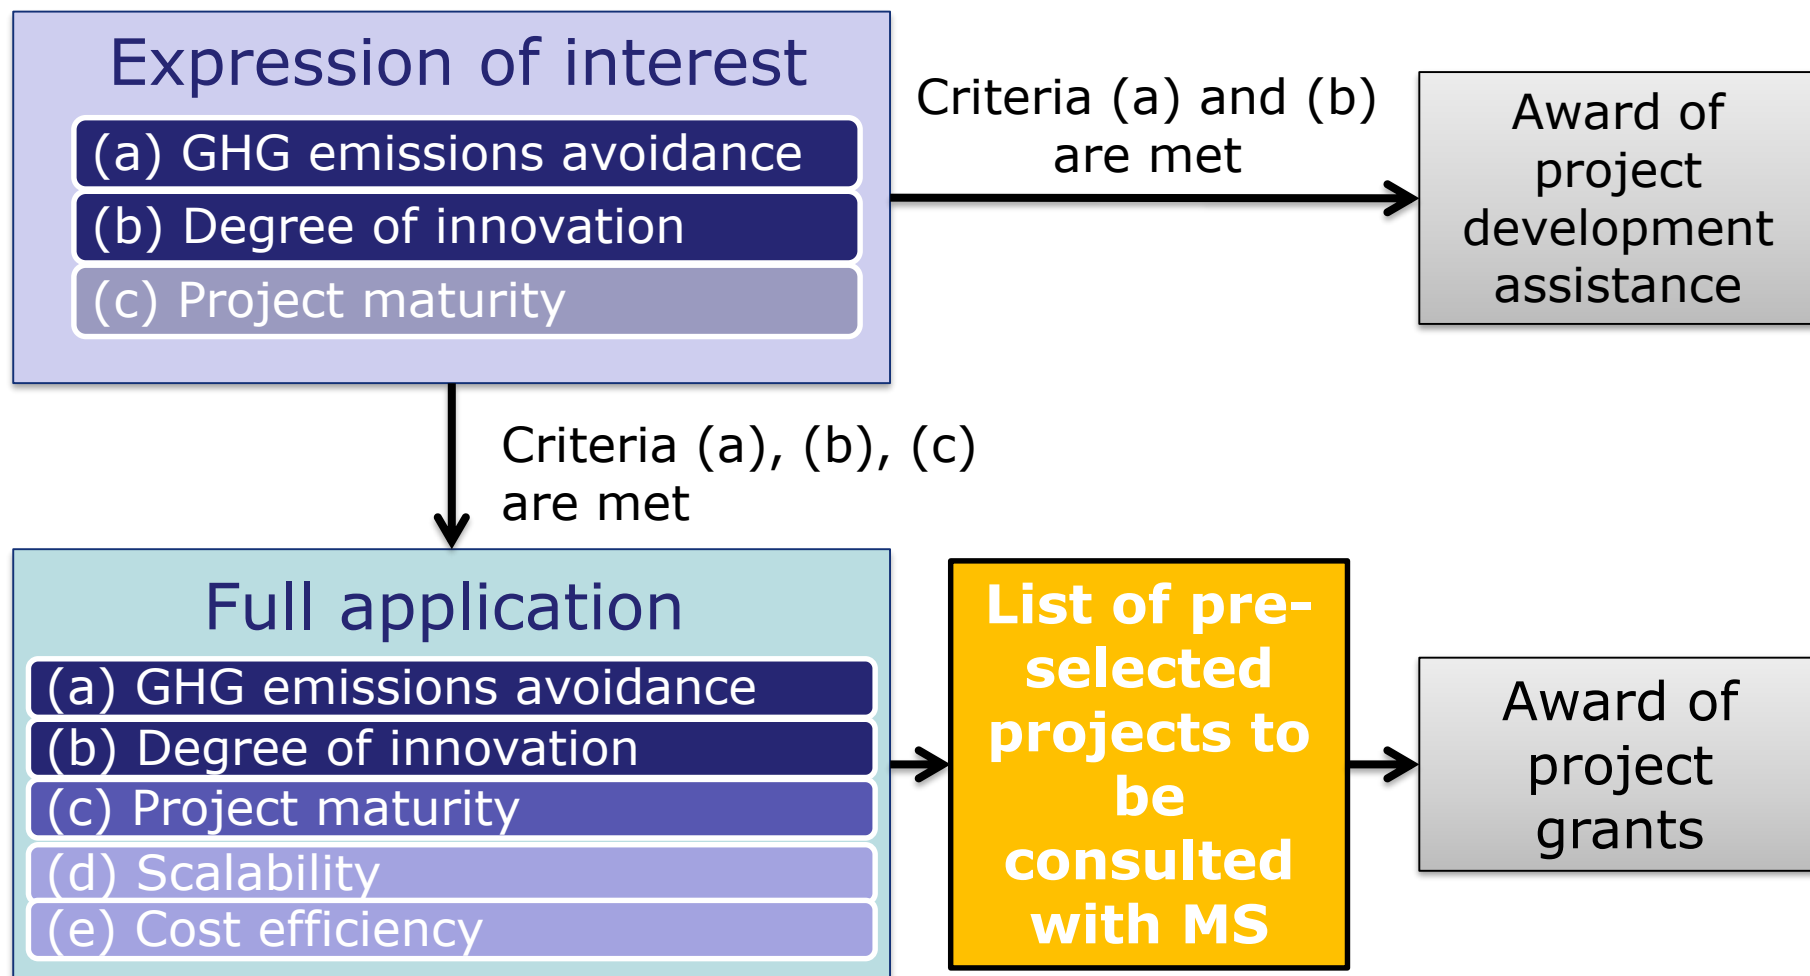 Expression of interest
(a) GHG emissions avoidance
(b) Degree of innovation
(c) Project maturity
Criteria (a) and (b)
are met
Award of
project
development
assistance
Criteria (a), (b), (c)
are met
Full application
(a) GHG emissions avoidance
(b) Degree of innovation
(c) Project maturity
(d) Scalability
(e) Cost efficiency
List of pre-
selected
projects to
be
consulted
with MS
Award of
project
grants